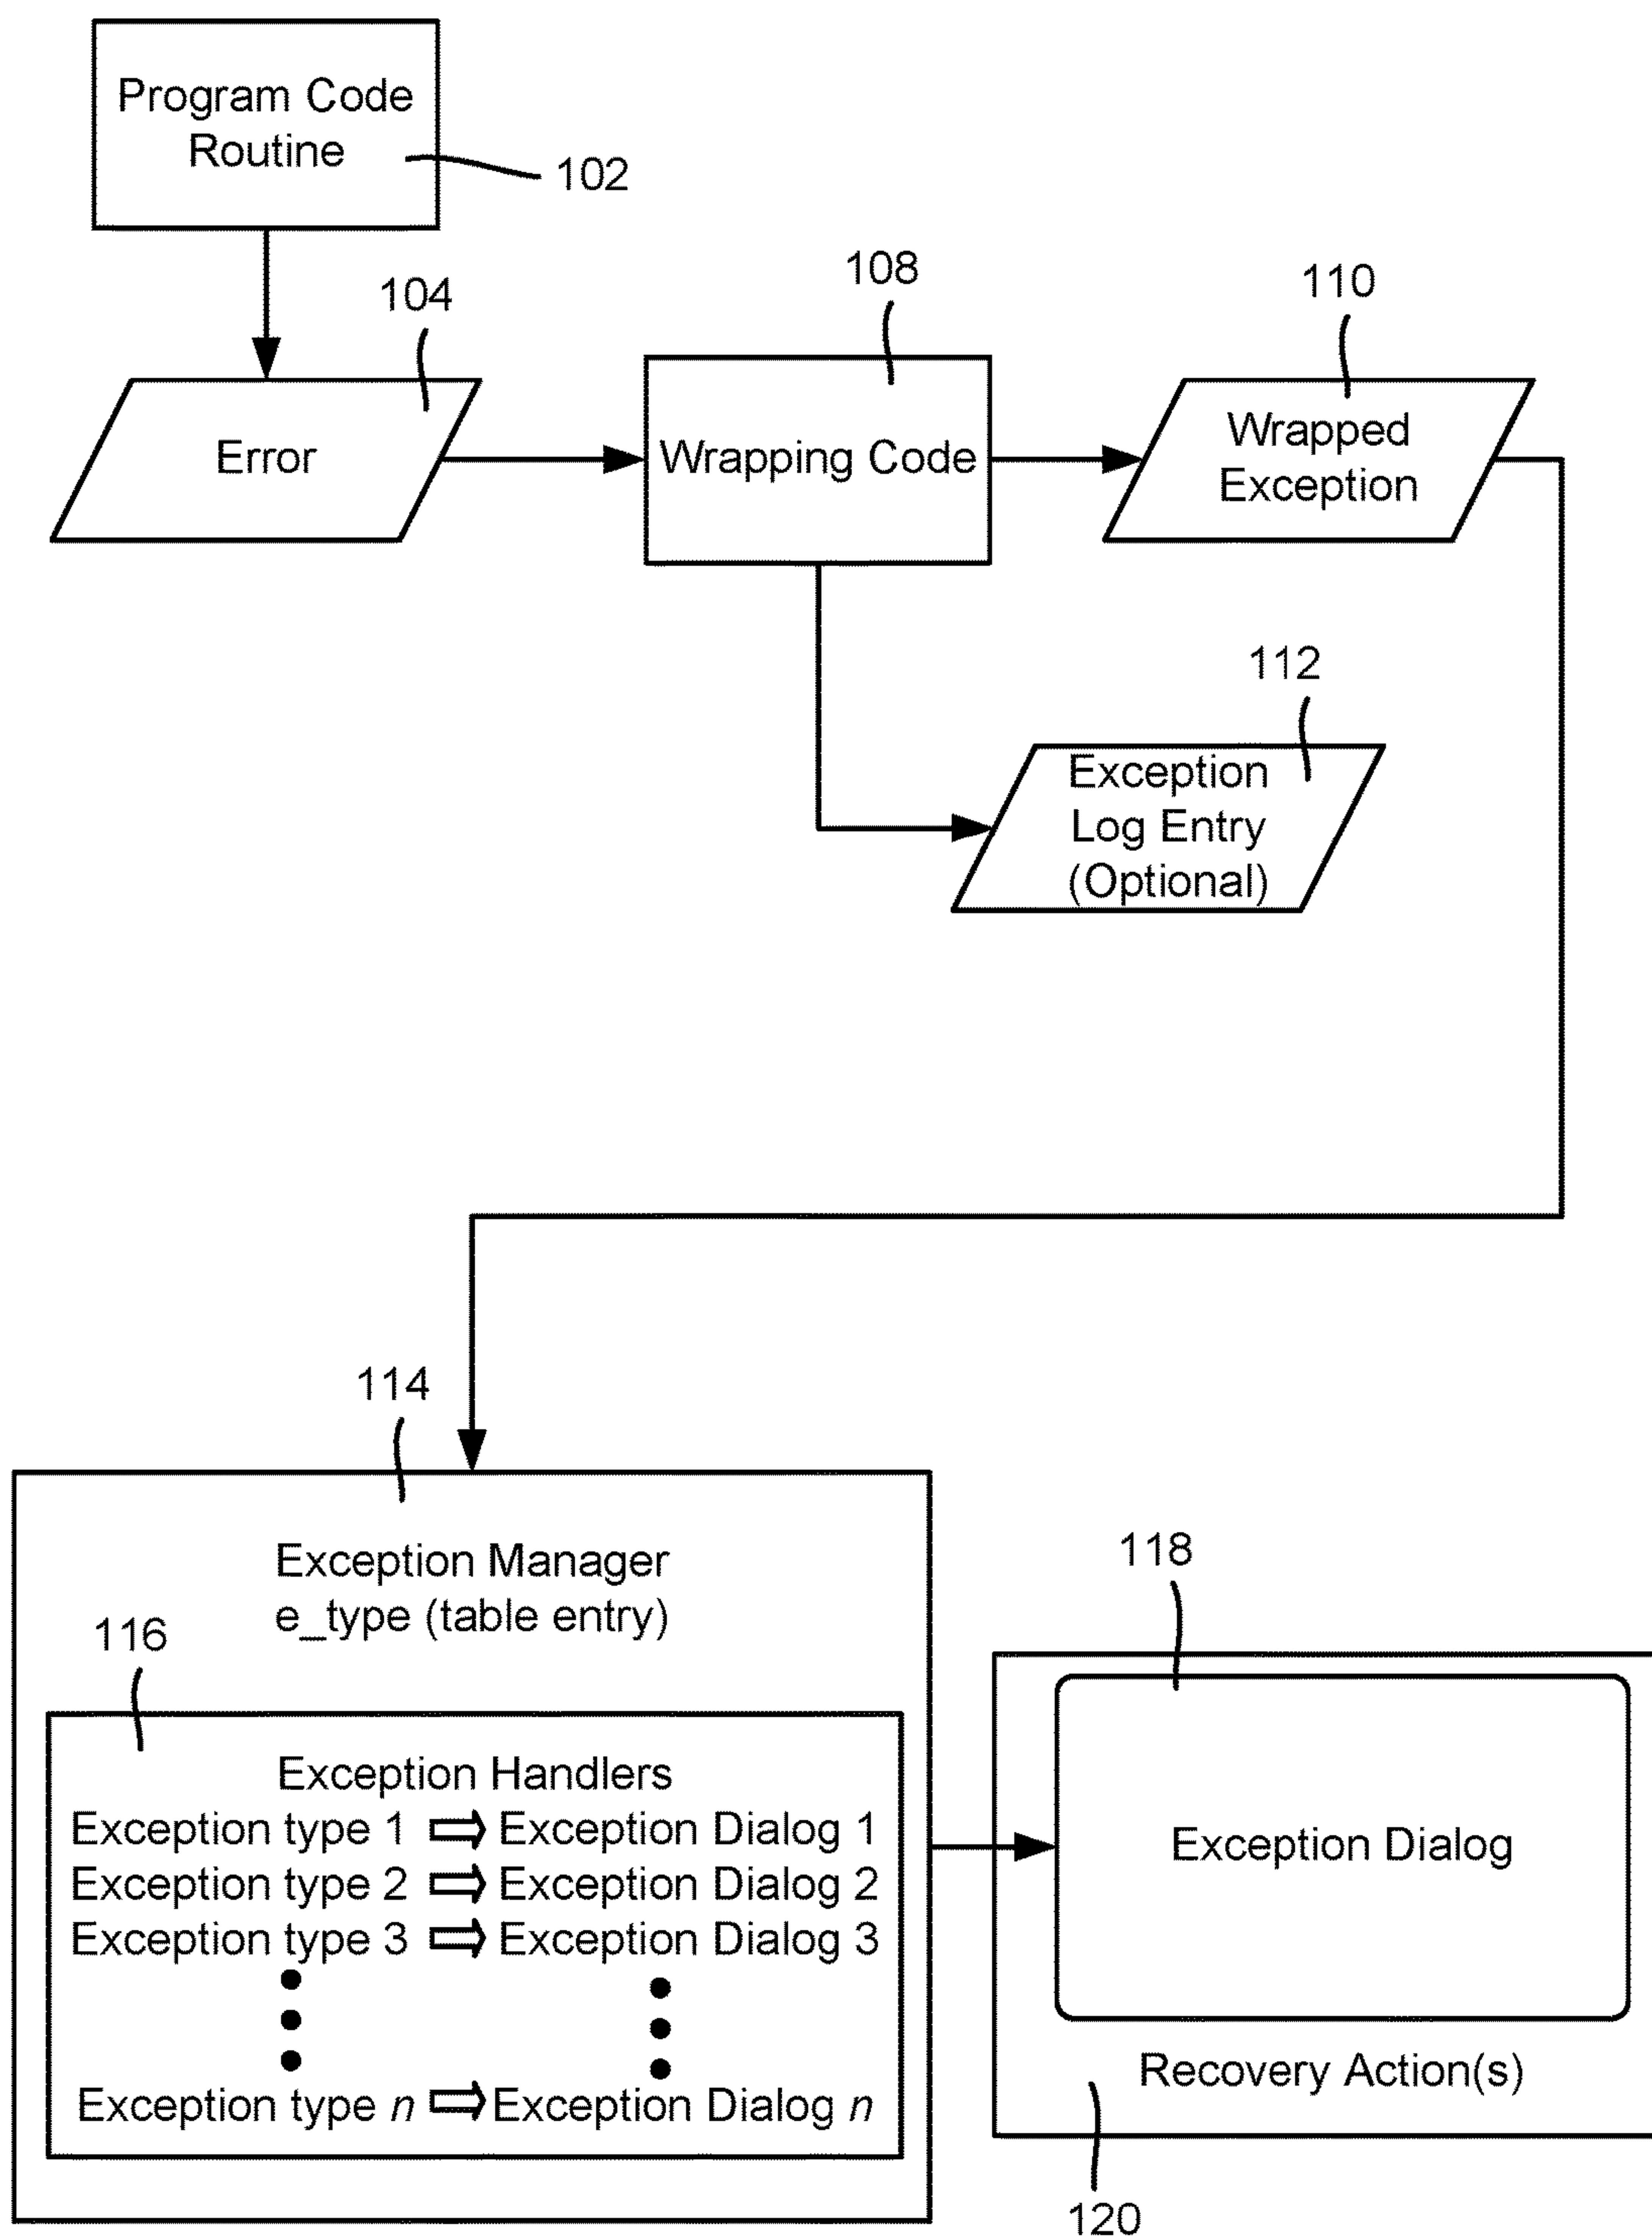 Program Code
Routine
102
104
108
110
Error
Wrapping Code
Wrapped
Exception
112
Exception
Log Entry
(Optional)
114
Exception Manager
e_type (table entry)
116
Exception Handlers
Exception type 1 ⇨ Exception Dialog 1
Exception type 2 ⇨ Exception Dialog 2
Exception type 3 ⇨ Exception Dialog 3
Exception type n ⇨ Exception Dialog n
118
Exception Dialog
Recovery Action(s)
120